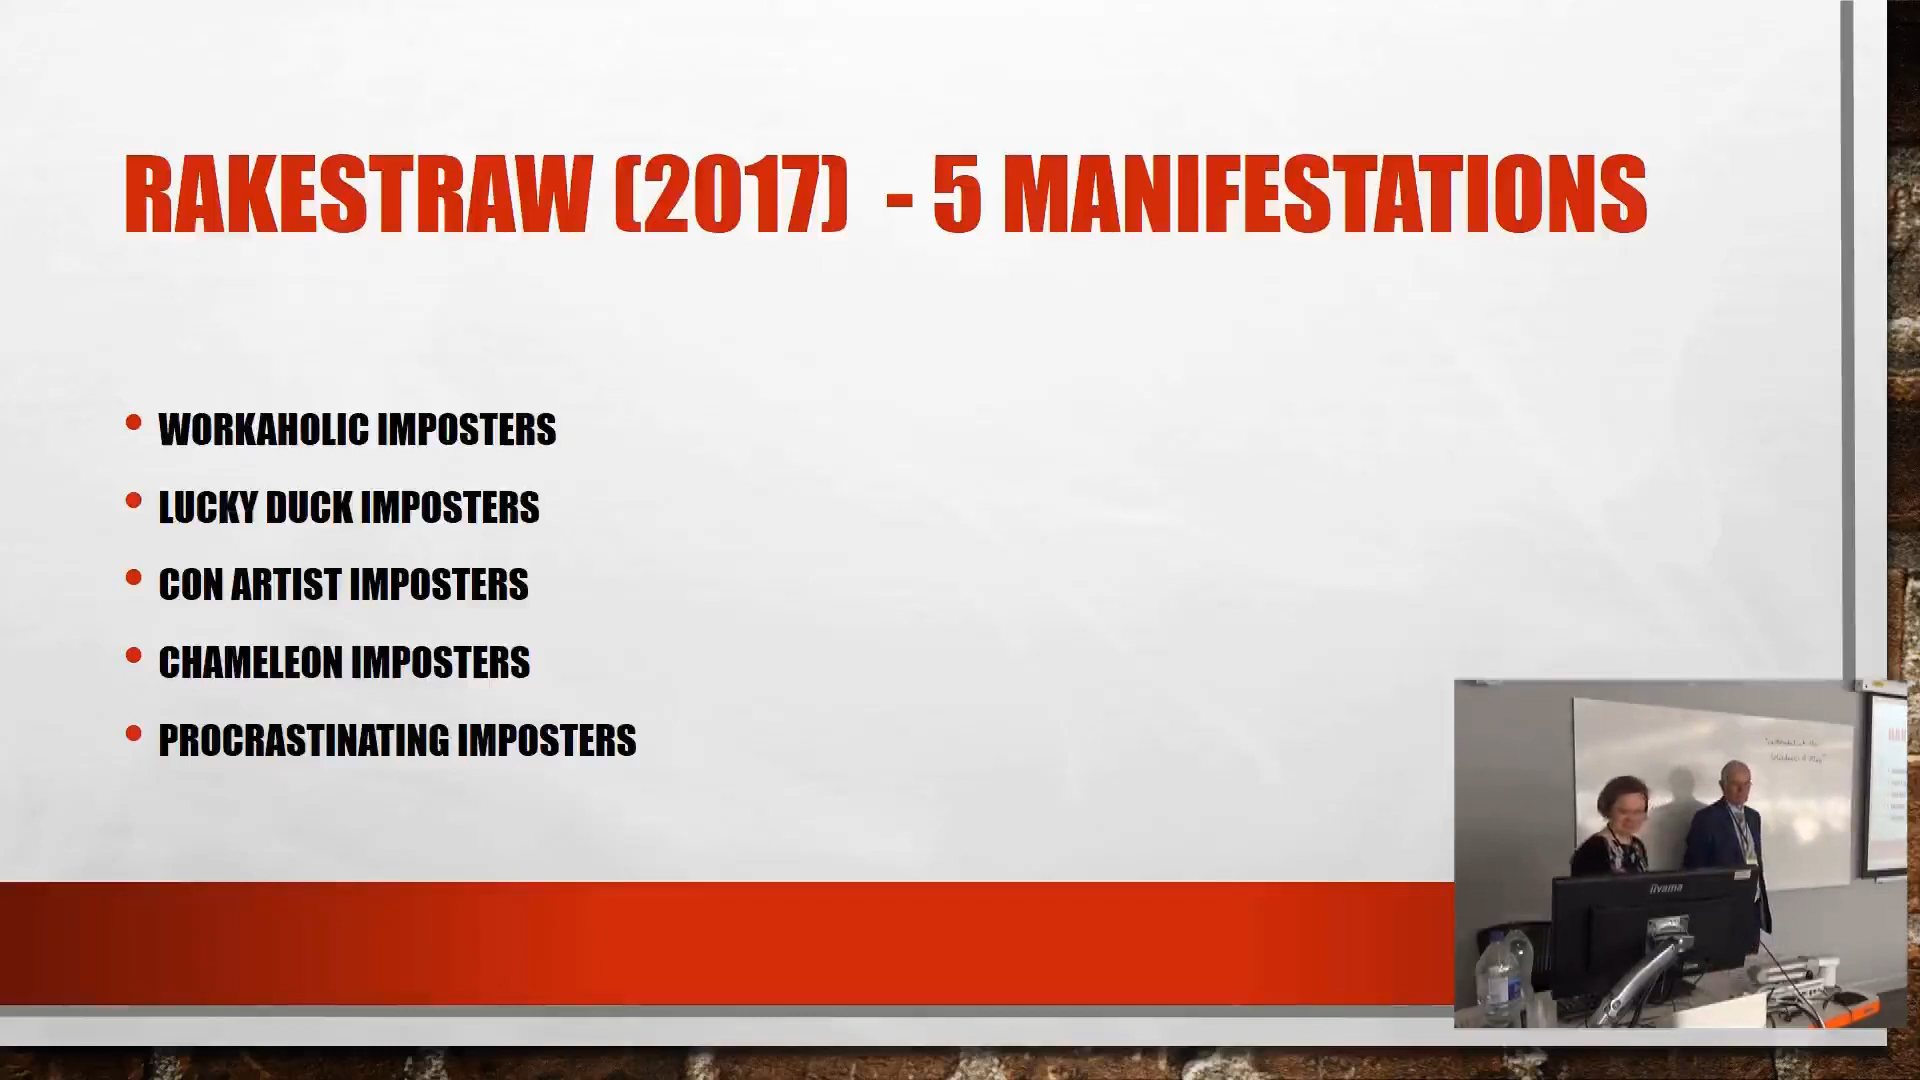 RAKESTRAW (2017) - 5 MANIFESTATIONS
• WORKAHOLIC IMPOSTERS
• LUCKY DUCK IMPOSTERS
• CON ARTIST IMPOSTERS
• CHAMELEON IMPOSTERS
• PROCRASTINATING IMPOSTERS
iiyama